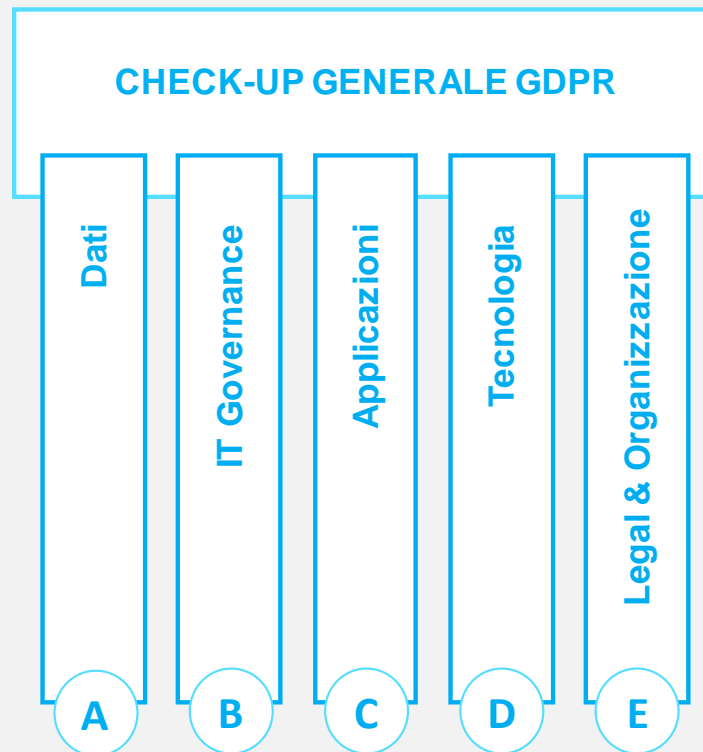 CHECK-UP GENERALE GDPR
Dati
IT Governance
Applicazioni
Tecnologia
Legal & Organizzazione
A
B
C
D
E